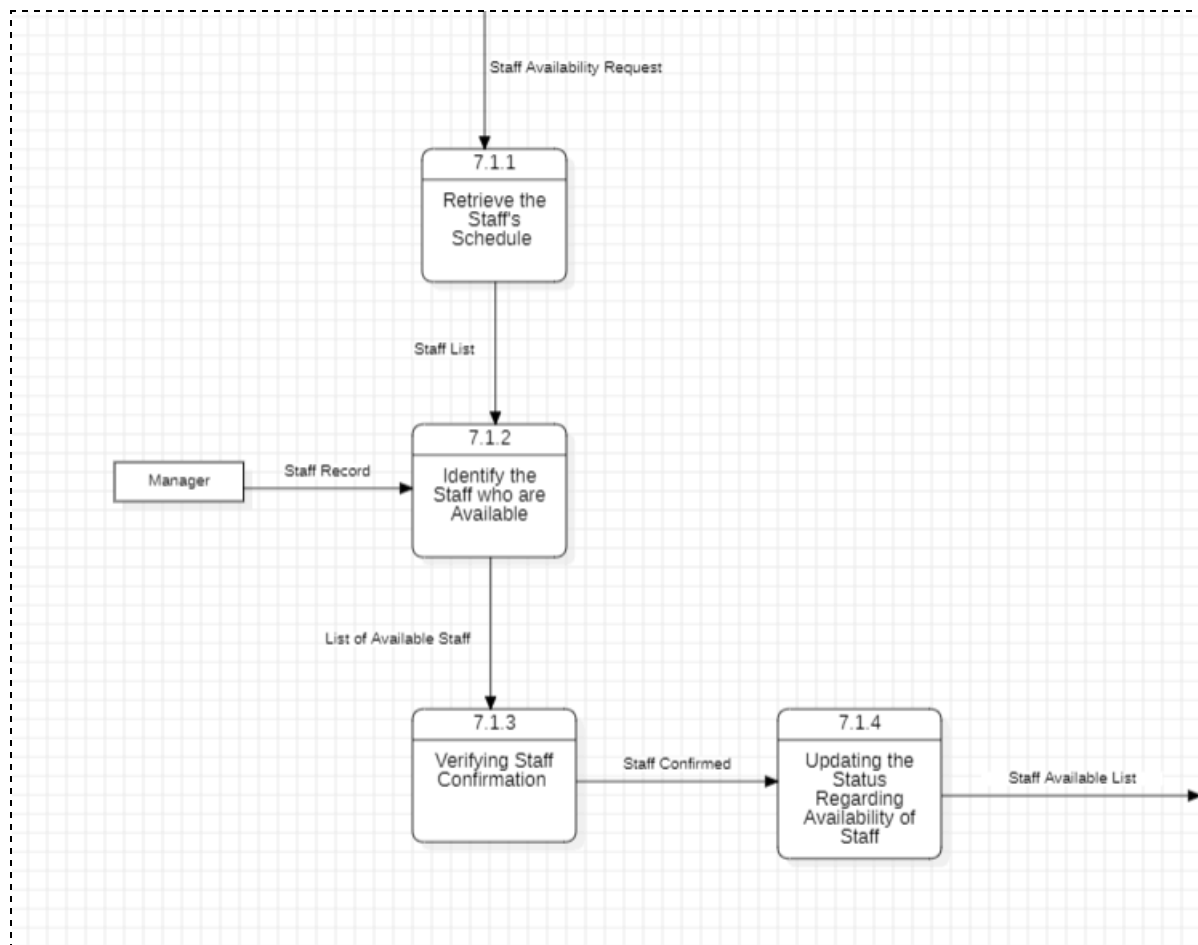 Staff Availability Request
7.1.1
Retrieve the
Staff's
Schedule
Staff List
7.1.2
Identify the
Staff who are
Available
Manager
Staff Record
List of Available Staff
7.1.3
Verifying Staff
Confirmation
Staff Confirmed
7.1.4
Updating the
Status
Regarding
Availability of
Staff
Staff Available List